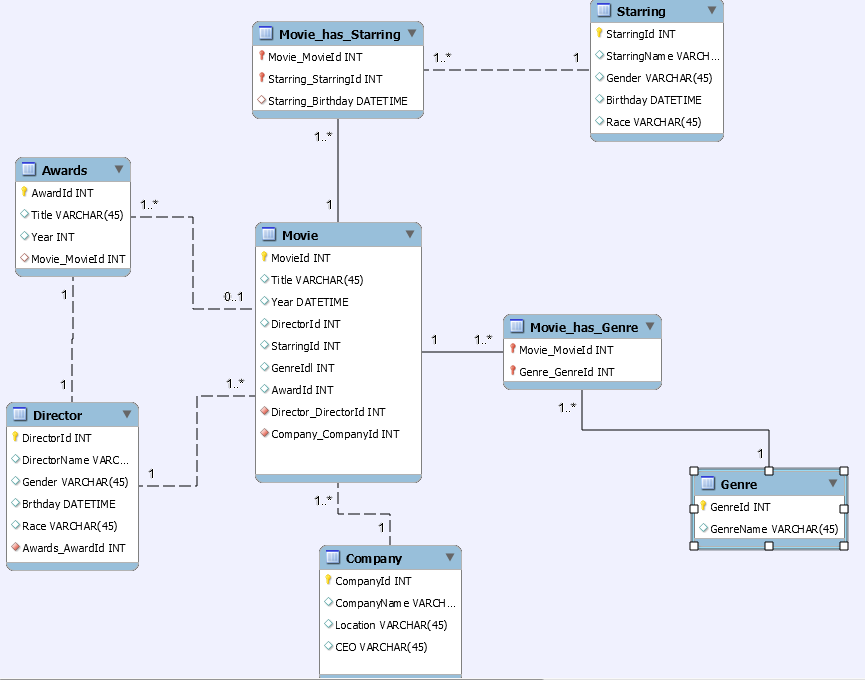 Starring
StarringId INT
StarringName VARCH...
Gender VARCHAR(45)
Birthday DATETIME
Race VARCHAR(45)
Movie_has_Starring
Movie_MovieId INT
Starring_StarringId INT
Starring_Birthday DATETIME
1..*
1
1..*
1
Awards
AwardId INT
Title VARCHAR(45)
Year INT
Movie_MovieId INT
1..*
0..1
1
1
Movie
MovieId INT
Title VARCHAR(45)
Year DATETIME
DirectorId INT
StarringId INT
GenreIdl INT
AwardId INT
Director_DirectorId INT
Company_CompanyId INT
1
1..*
Movie_has_Genre
Movie_MovieId INT
Genre_GenreId INT
1..*
1
Director
DirectorId INT
DirectorName VARC...
Gender VARCHAR(45)
Brthday DATETIME
Race VARCHAR(45)
Awards_AwardId INT
1..*
1
Genre
GenreId INT
GenreName VARCHAR(45)
1..*
1
Company
CompanyId INT
CompanyName VARCH...
Location VARCHAR(45)
CEO VARCHAR(45)